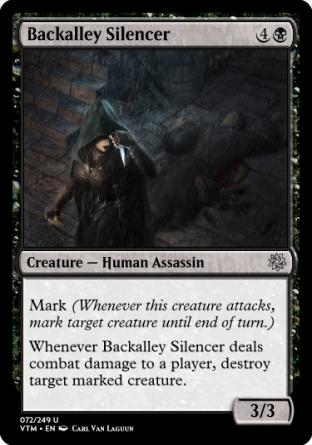 Backalley Silencer 4
Creature — Human Assassin
Mark (Whenever this creature attacks,
mark target creature until end of turn.)
Whenever Backalley Silencer deals
combat damage to a player, destroy
target marked creature.
072/249 U
VTM • EN Carl Van Laguun
3/3